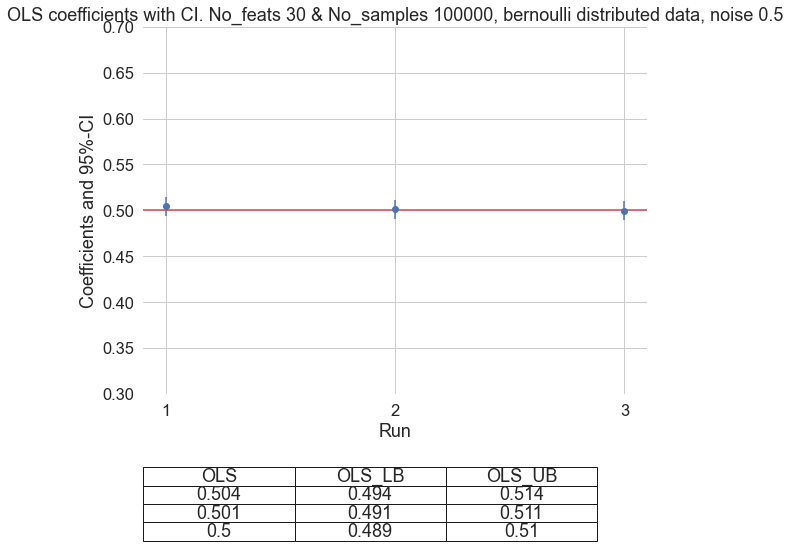 OLS coefficients with CI. No_feats 30 & No_samples 100000, bernoulli distributed data, noise 0.5
0.70
0.65
0.60
0.55
0.50
0.45
0.40
0.35
0.30
Coefficients and 95%-CI
1 2 3
Run
OLS OLS_LB OLS_UB
0.504 0.494 0.514
0.501 0.491 0.511
0.5 0.489 0.51